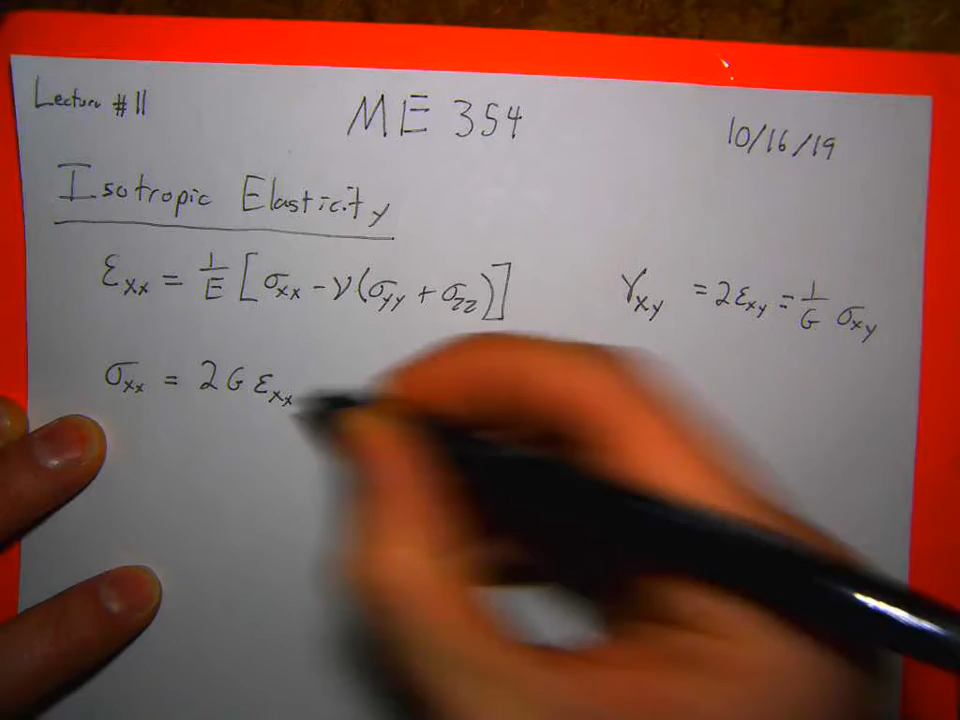 Lecture #11
ME 354
10/16/19
Isotropic Elasticity
εxx = 1/E [σxx - ν(σyy + σzz)]
γxy = 2εxy = 1/G σxy
σxx = 2G εxx